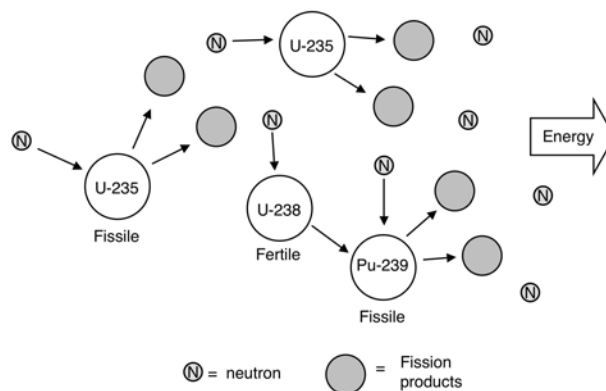 N
U-235
N
N
N
N
Energy
N
U-235
U-238
N
Fissile
Fertile
Pu-239
N
Fissile
N = neutron
= Fission
products